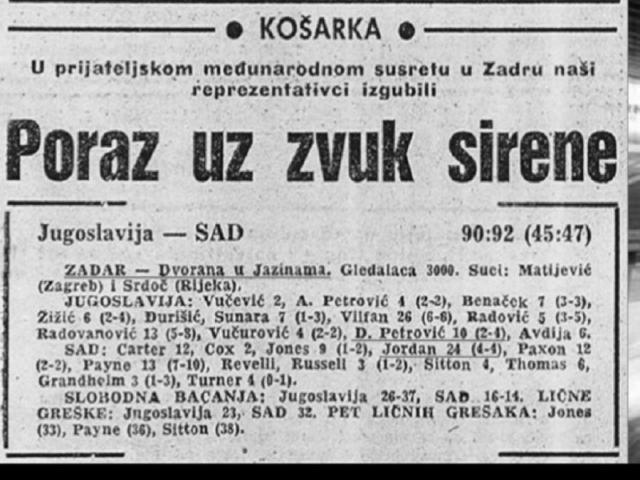 KOŠARKA
U prijateljskom međunarodnom susretu u Zadru naši
reprezentativci izgubili
Poraz uz zvuk sirene
Jugoslavija — SAD 90:92 (45:47)
ZADAR — Dvorana u Jazinama. Gledalaca 3000. Suci: Matijević
(Zagreb) i Srdoč (Rijeka).
JUGOSLAVIJA: Vučević 2, A. Petrović 4 (2-2), Benaček 7 (3-3),
Žižić 6 (2-4), Durišić, Sunara 7 (1-3), Vilfan 26 (6-6), Radović 5 (3-5),
Radovanović 13 (5-8), Vučurović 4 (2-2), D. Petrović 10 (2-4), Avdija 6.
SAD: Carter 12, Cox 2, Jones 9 (1-2), Jordan 24 (4-4), Paxon 12
(2-2), Payne 13 (7-10), Revelli, Russell 3 (1-2), Sitton 4, Thomas 6,
Grandheim 3 (1-3), Turner 4 (0-1).
SLOBODNA BACANJA: Jugoslavija 26-37, SAD 16-14. LIČNE
GREŠKE: Jugoslavija 23, SAD 32. PET LIČNIH GREŠAKA: Jones
(33), Payne (36), Sitton (38).